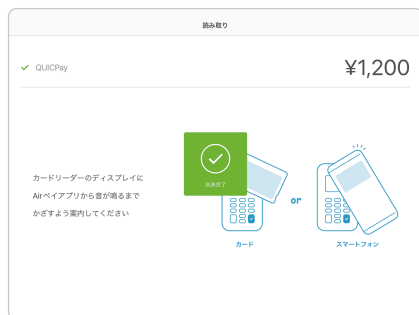 読み取り
QUICPay
¥1,200
カードリーダーのディスプレイに
Airペイアプリから音が鳴るまで
かざすよう案内してください
決済完了
or
カード
スマートフォン